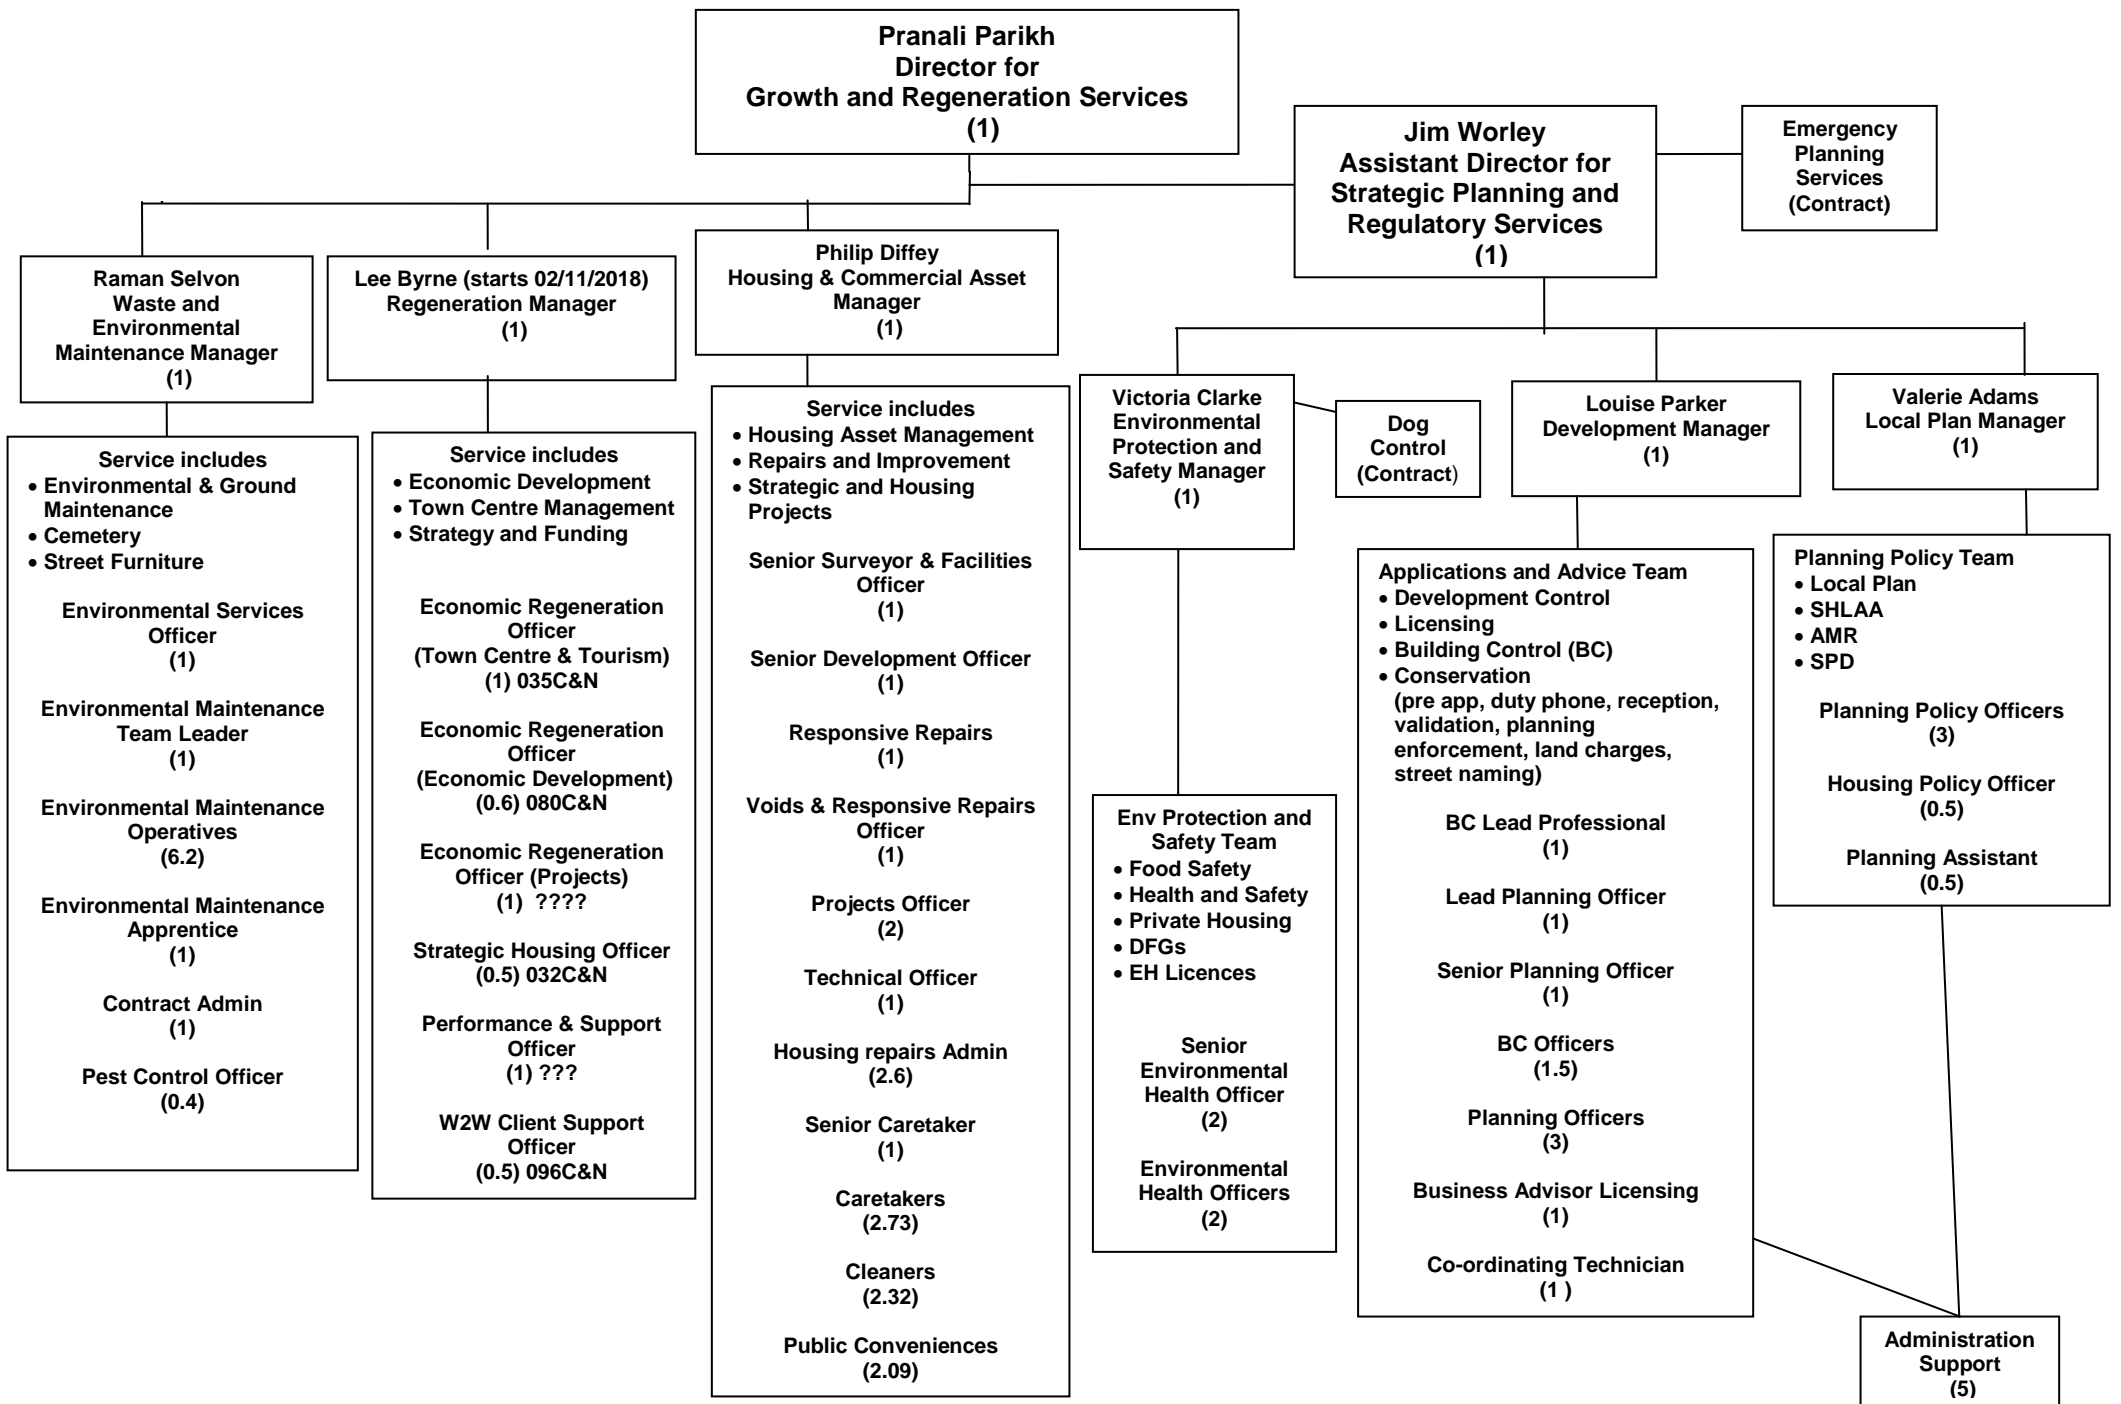 Pranali Parikh
Director for
Growth and Regeneration Services
(1)
Jim Worley
Assistant Director for
Strategic Planning and
Regulatory Services
(1)
Emergency
Planning
Services
(Contract)
Raman Selvon
Waste and
Environmental
Maintenance Manager
(1)
Lee Byrne (starts 02/11/2018)
Regeneration Manager
(1)
Philip Diffey
Housing & Commercial Asset
Manager
(1)
Victoria Clarke
Environmental
Protection and
Safety Manager
(1)
Dog
Control
(Contract)
Louise Parker
Development Manager
(1)
Valerie Adams
Local Plan Manager
(1)
Service includes
• Environmental & Ground
Maintenance
• Cemetery
• Street Furniture
Environmental Services
Officer
(1)
Environmental Maintenance
Team Leader
(1)
Environmental Maintenance
Operatives
(6.2)
Environmental Maintenance
Apprentice
(1)
Contract Admin
(1)
Pest Control Officer
(0.4)
Service includes
• Economic Development
• Town Centre Management
• Strategy and Funding
Economic Regeneration
Officer
(Town Centre & Tourism)
(1) 035C&N
Economic Regeneration
Officer
(Economic Development)
(0.6) 080C&N
Economic Regeneration
Officer (Projects)
(1) ????
Strategic Housing Officer
(0.5) 032C&N
Performance & Support
Officer
(1) ???
W2W Client Support
Officer
(0.5) 096C&N
Service includes
• Housing Asset Management
• Repairs and Improvement
• Strategic and Housing
Projects
Senior Surveyor & Facilities
Officer
(1)
Senior Development Officer
(1)
Responsive Repairs
(1)
Voids & Responsive Repairs
Officer
(1)
Projects Officer
(2)
Technical Officer
(1)
Housing repairs Admin
(2.6)
Senior Caretaker
(1)
Caretakers
(2.73)
Cleaners
(2.32)
Public Conveniences
(2.09)
Env Protection and
Safety Team
• Food Safety
• Health and Safety
• Private Housing
• DFGs
• EH Licences
Senior
Environmental
Health Officer
(2)
Environmental
Health Officers
(2)
Applications and Advice Team
• Development Control
• Licensing
• Building Control (BC)
• Conservation
(pre app, duty phone, reception,
validation, planning
enforcement, land charges,
street naming)
BC Lead Professional
(1)
Lead Planning Officer
(1)
Senior Planning Officer
(1)
BC Officers
(1.5)
Planning Officers
(3)
Business Advisor Licensing
(1)
Co-ordinating Technician
(1 )
Planning Policy Team
• Local Plan
• SHLAA
• AMR
• SPD
Planning Policy Officers
(3)
Housing Policy Officer
(0.5)
Planning Assistant
(0.5)
Administration
Support
(5)